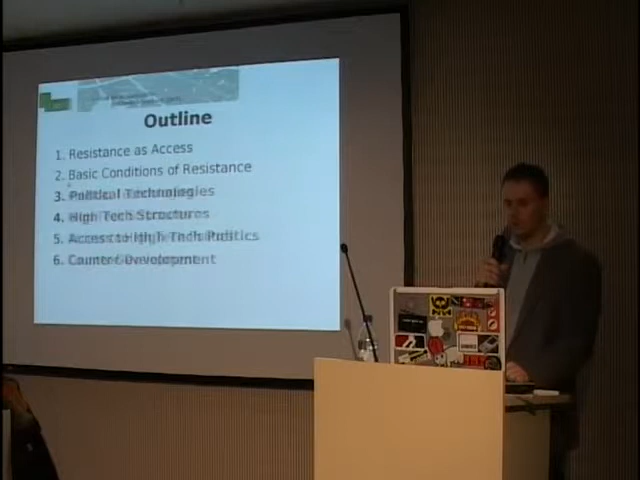 Outline
1. Resistance as Access
2. Basic Conditions of Resistance
3. Political Technologies
4. High Tech Structures
5. Access to High Tech Politics
6. Counter Development